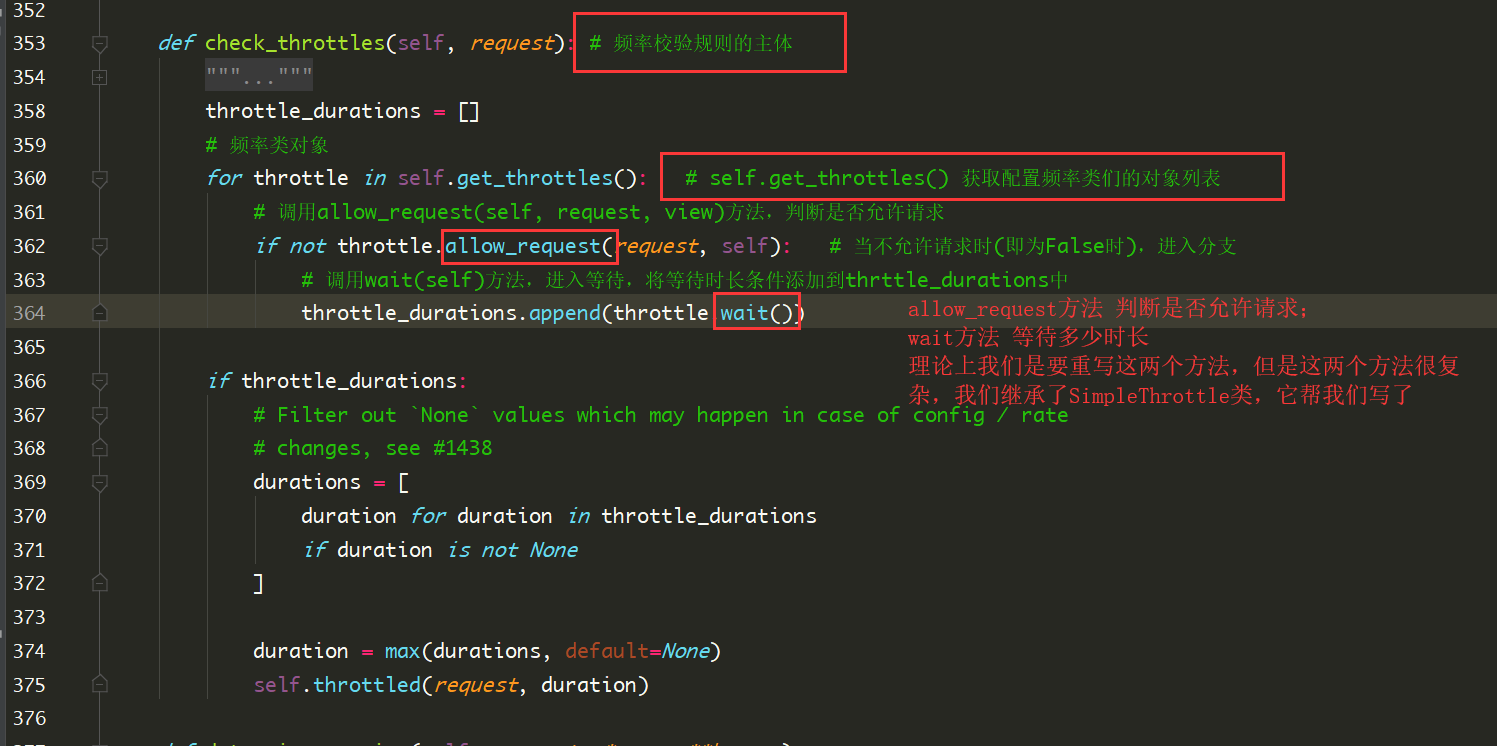 352
353 def check_throttles(self, request): # 频率校验规则的主体
354 """..."""
358 throttle_durations = []
359 # 频率类对象
360 for throttle in self.get_throttles(): # self.get_throttles() 获取配置频率类们的对象列表
361 # 调用allow_request(self, request, view)方法，判断是否允许请求
362 if not throttle.allow_request(request, self): # 当不允许请求时(即为False时)，进入分支
363 # 调用wait(self)方法，进入等待，将等待时长条件添加到thrttle_durations中
364 throttle_durations.append(throttle.wait())
allow_request方法 判断是否允许请求；
wait方法 等待多少时长
理论上我们是要重写这两个方法，但是这两个方法很复
杂，我们继承了SimpleThrottle类，它帮我们写了
365
366 if throttle_durations:
367 # Filter out `None` values which may happen in case of config / rate
368 # changes, see #1438
369 durations = [
370 duration for duration in throttle_durations
371 if duration is not None
372 ]
373
374 duration = max(durations, default=None)
375 self.throttled(request, duration)
376